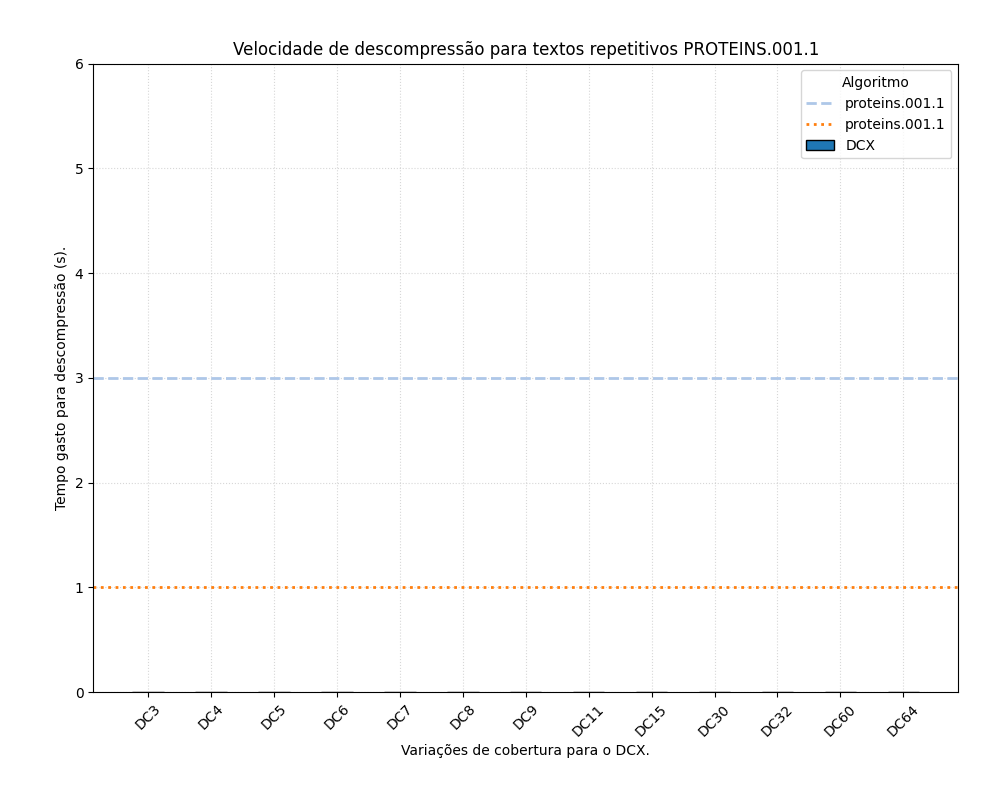 Velocidade de descompressão para textos repetitivos PROTEINS.001.1
Algoritmo
proteins.001.1
proteins.001.1
DCX
Tempo gasto para descompressão (s).
6
5
4
3
2
1
0
DC3 DC4 DC5 DC6 DC7 DC8 DC9 DC11 DC15 DC30 DC32 DC60 DC64
Variações de cobertura para o DCX.